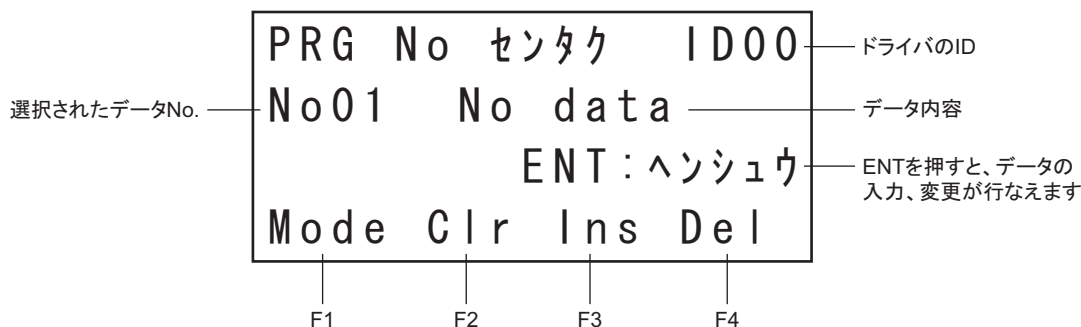 PRG No センタク ID00
ドライバのID
選択されたデータNo.
No01 No data
データ内容
ENT:ヘンシュウ
ENTを押すと、データの
入力、変更が行なえます
Mode Clr Ins Del
F1 F2 F3 F4